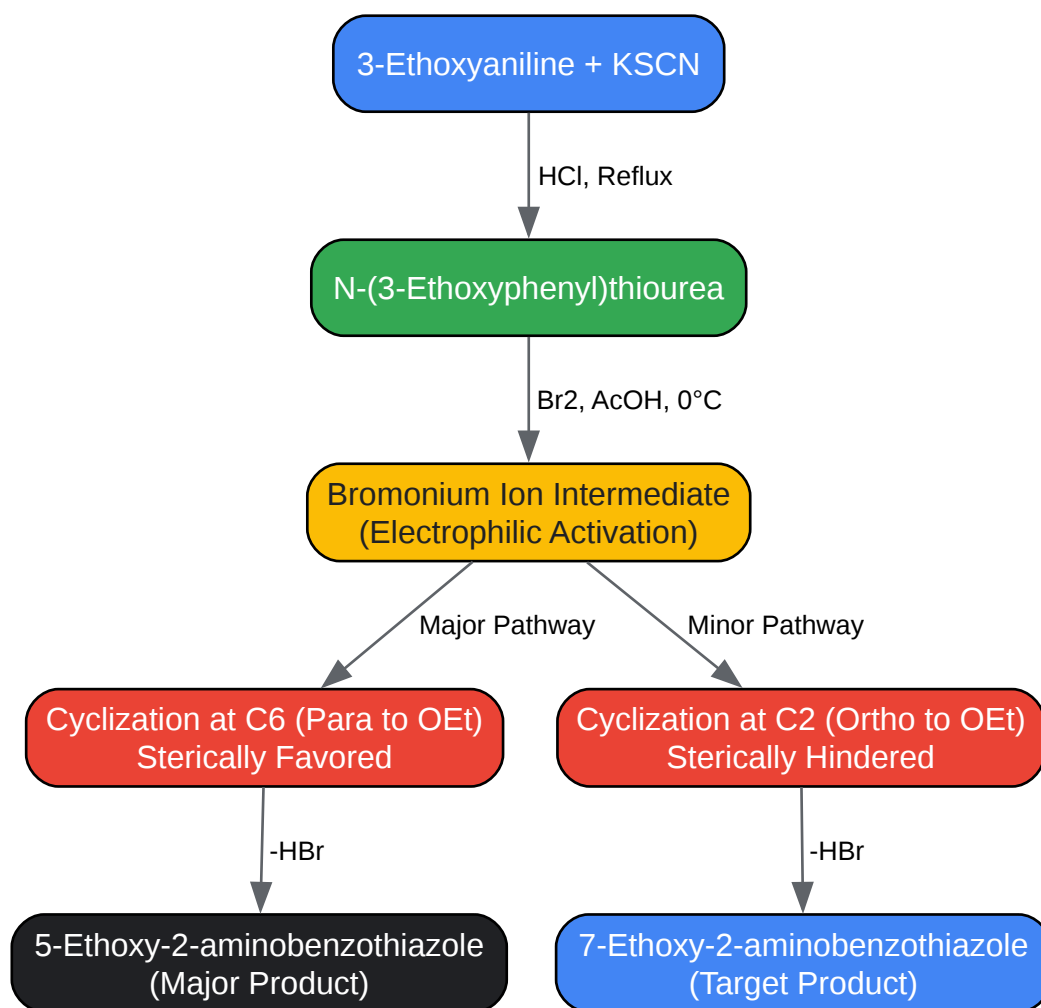 3-Ethoxyaniline + KSCN
HCl, Reflux
N-(3-Ethoxyphenyl)thiourea
Br2, AcOH, 0°C
Bromonium Ion Intermediate
(Electrophilic Activation)
Major Pathway
Minor Pathway
Cyclization at C6 (Para to OEt)
Sterically Favored
Cyclization at C2 (Ortho to OEt)
Sterically Hindered
-HBr
-HBr
5-Ethoxy-2-aminobenzothiazole
(Major Product)
7-Ethoxy-2-aminobenzothiazole
(Target Product)